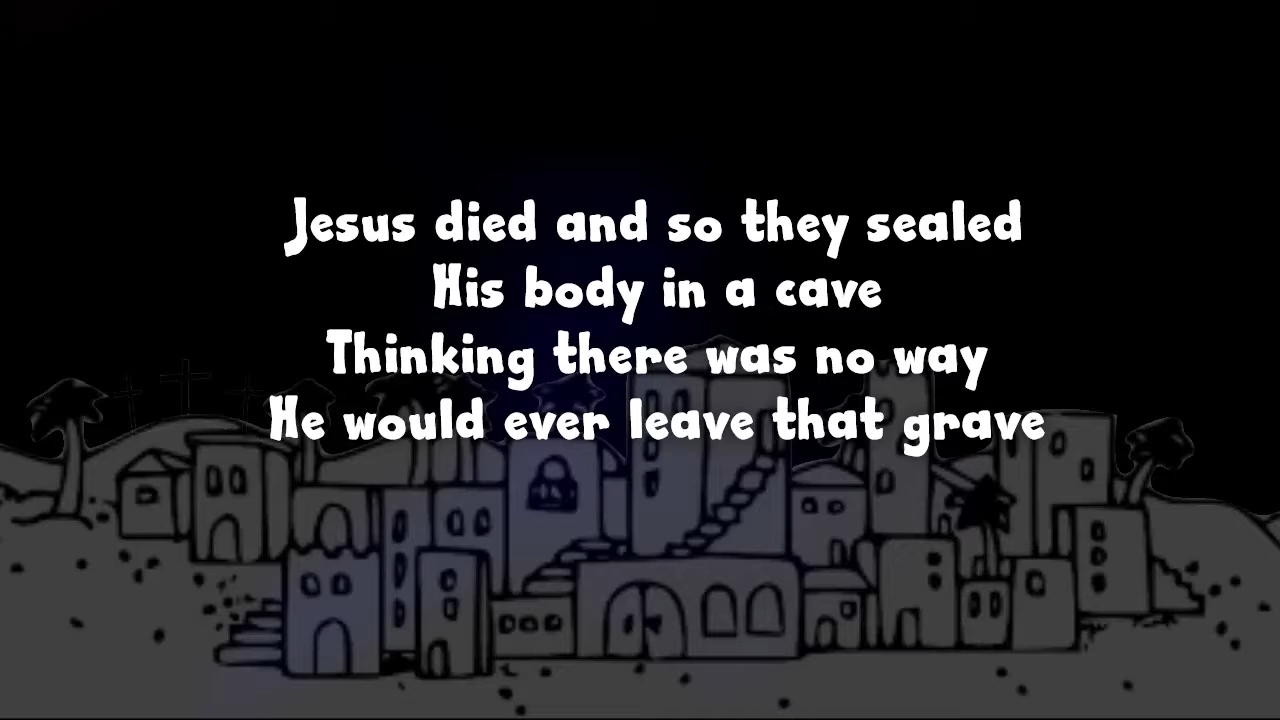 Jesus died and so they sealed
His body in a cave
Thinking there was no way
He would ever leave that grave